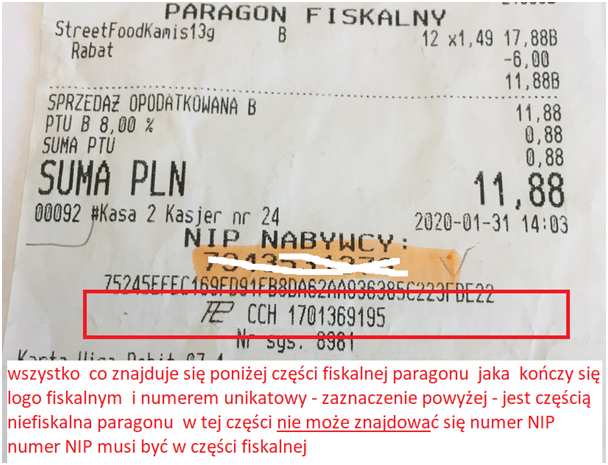 PARAGON FISKALNY
StreetFoodKamis13g B 12 x1,49 17,88B
Rabat -6,00
11,88B
SPRZEDAŻ OPODATKOWANA B 11,88
PTU B 8,00 % 0,88
SUMA PTU 0,88
SUMA PLN 11,88
00092 #Kasa 2 Kasjer nr 24 2020-01-31 14:03
NIP NABYWCY:
CCH 1701369195
Nr sys. 8981
wszystko co znajduje się poniżej części fiskalnej paragonu jaka kończy się
logo fiskalnym i numerem unikatowy - zaznaczenie powyżej - jest częścią
niefiskalna paragonu w tej części nie może znajdować się numer NIP
numer NIP musi być w części fiskalnej